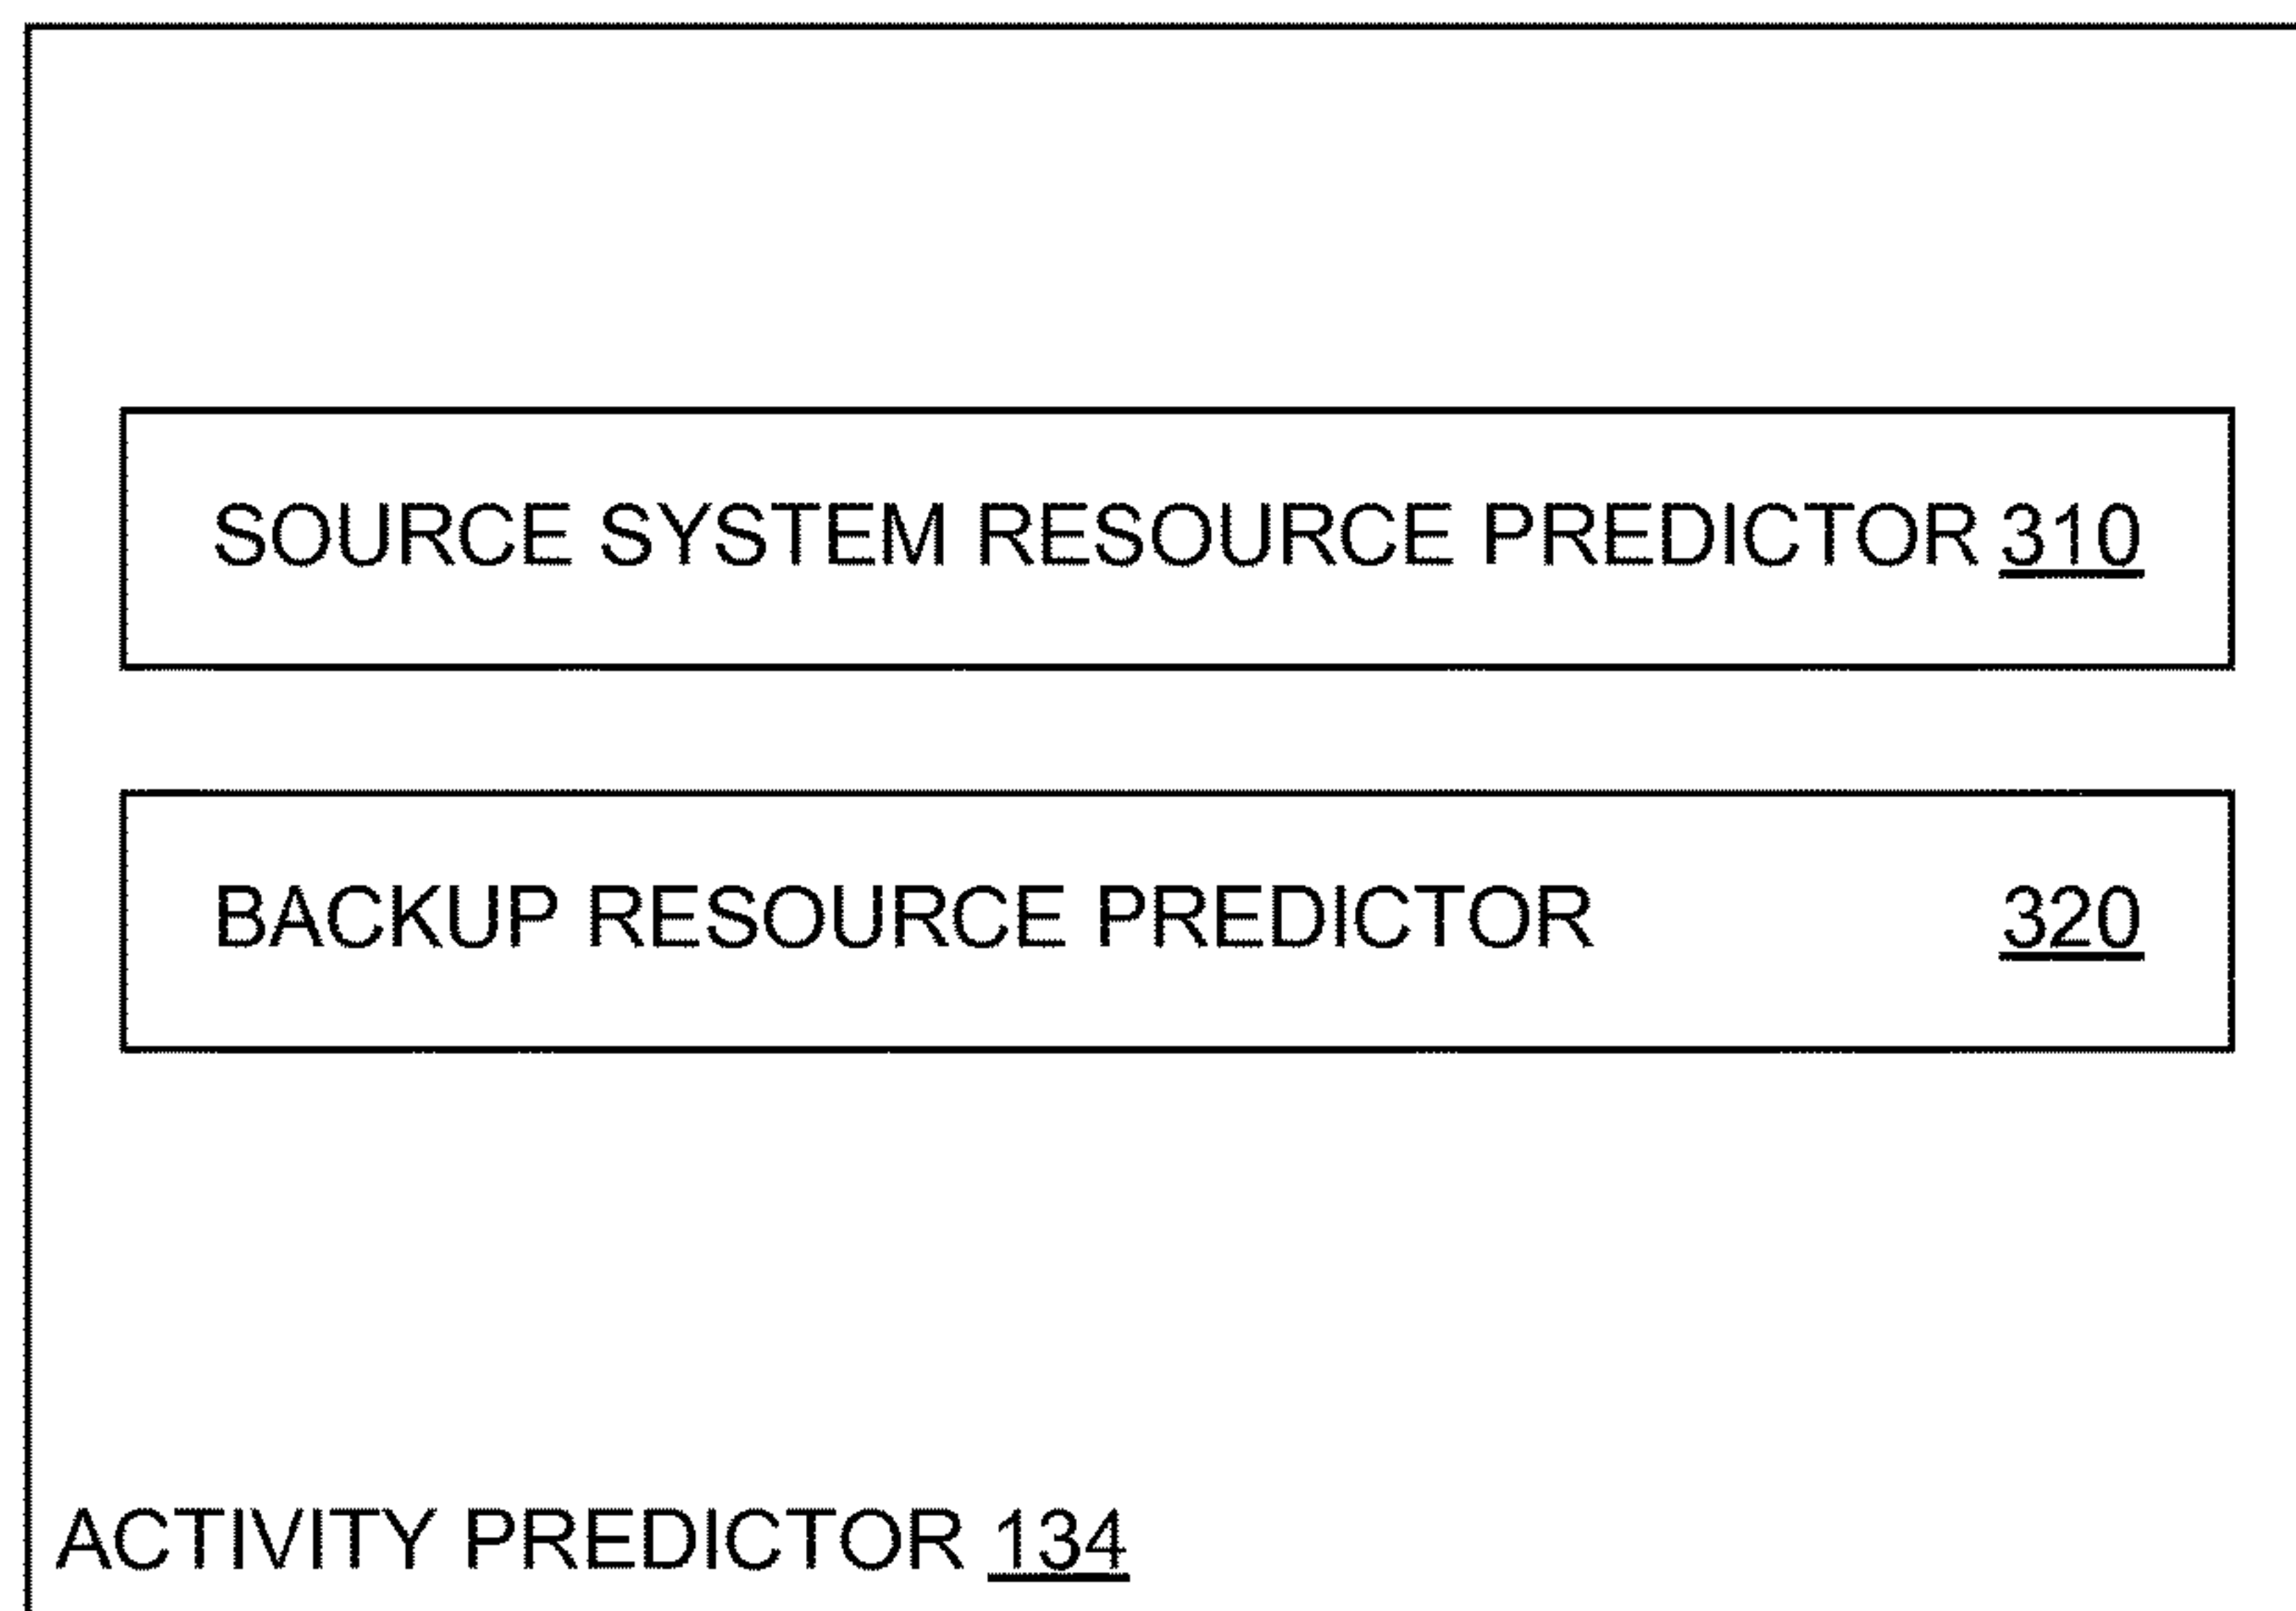 SOURCE SYSTEM RESOURCE PREDICTOR 310
BACKUP RESOURCE PREDICTOR 320
ACTIVITY PREDICTOR 134